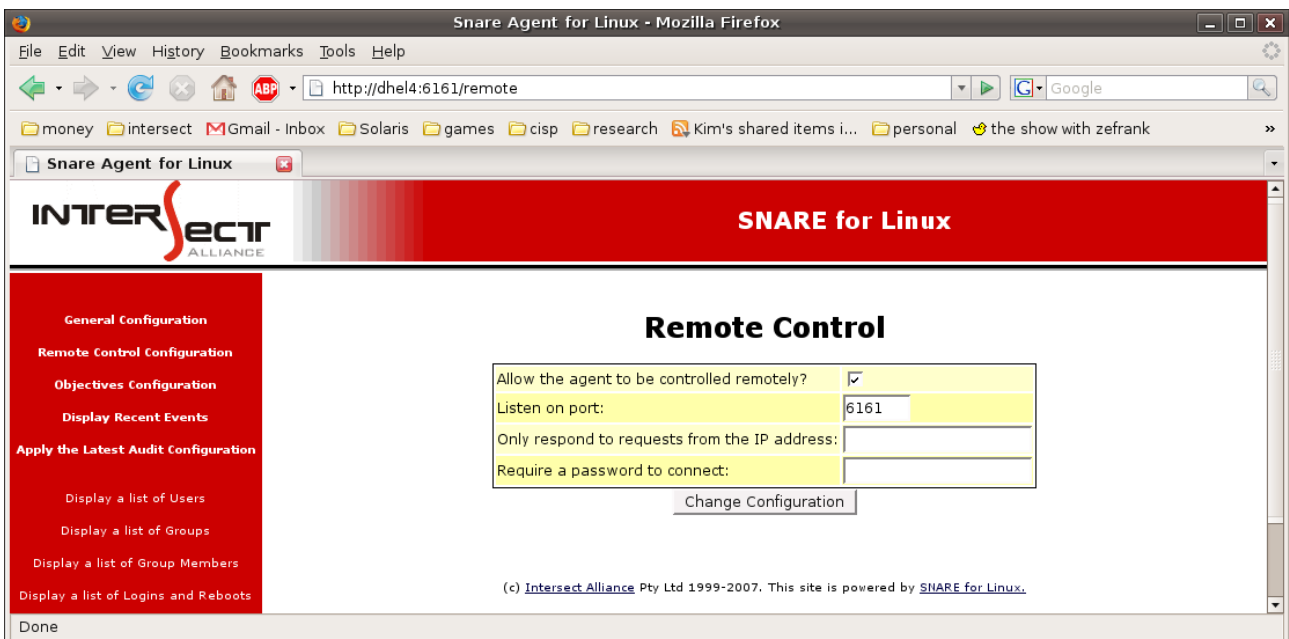 Snare Agent for Linux - Mozilla Firefox
File Edit View History Bookmarks Tools Help
ABP http://dhel4:6161/remote G Google
money intersect Gmail - Inbox Solaris games cisp research Kim's shared items i... personal the show with zefrank »
Snare Agent for Linux
INTERSECT
ALLIANCE
SNARE for Linux
General Configuration
Remote Control Configuration
Objectives Configuration
Display Recent Events
Apply the Latest Audit Configuration
Display a list of Users
Display a list of Groups
Display a list of Group Members
Display a list of Logins and Reboots
Remote Control
Allow the agent to be controlled remotely?
Listen on port: 6161
Only respond to requests from the IP address:
Require a password to connect:
Change Configuration
(c) Intersect Alliance Pty Ltd 1999-2007. This site is powered by SNARE for Linux.
Done